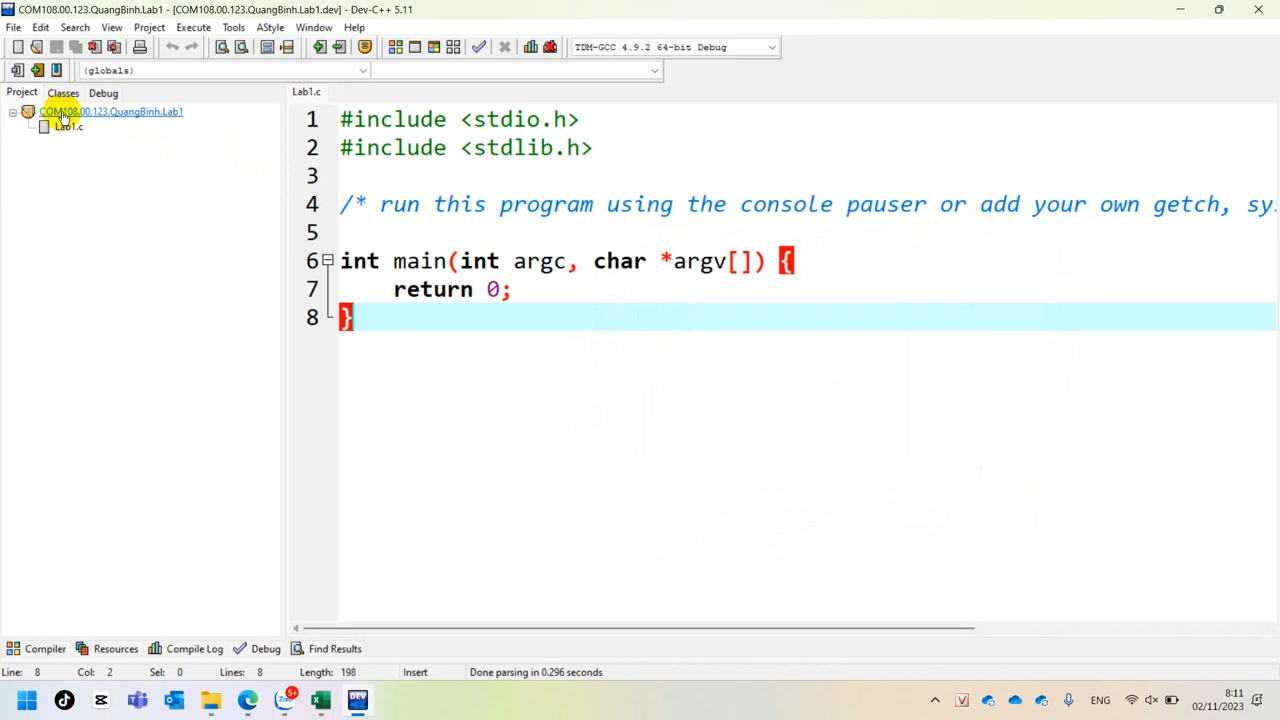 COM108.00.123.QuangBinh.Lab1 - [COM108.00.123.QuangBinh.Lab1.dev] - Dev-C++ 5.11
File Edit Search View Project Execute Tools AStyle Window Help
TDM-GCC 4.9.2 64-bit Debug
(globals)
Project Classes Debug
Lab1.c
COM108.00.123.QuangBinh.Lab1
Lab1.c
1 #include <stdio.h>
2 #include <stdlib.h>
3
4 /* run this program using the console pauser or add your own getch, sys
5
6 int main(int argc, char *argv[]) {
7 return 0;
8 }
Compiler Resources Compile Log Debug Find Results
Line: 8 Col: 2 Sel: 0 Lines: 8 Length: 198 Insert Done parsing in 0.296 seconds
DEV
5+
Zalo
V
ENG
8:11
02/11/2023